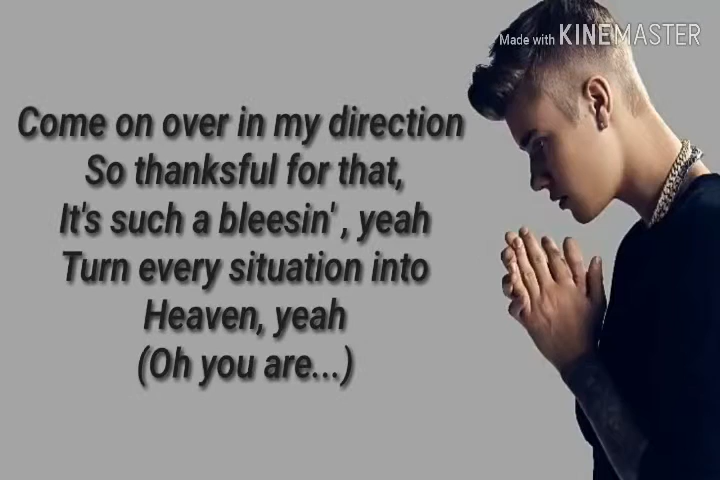 Made with KINEMASTER
Come on over in my direction
So thanksful for that,
It's such a bleesin' , yeah
Turn every situation into
Heaven, yeah
(Oh you are...)